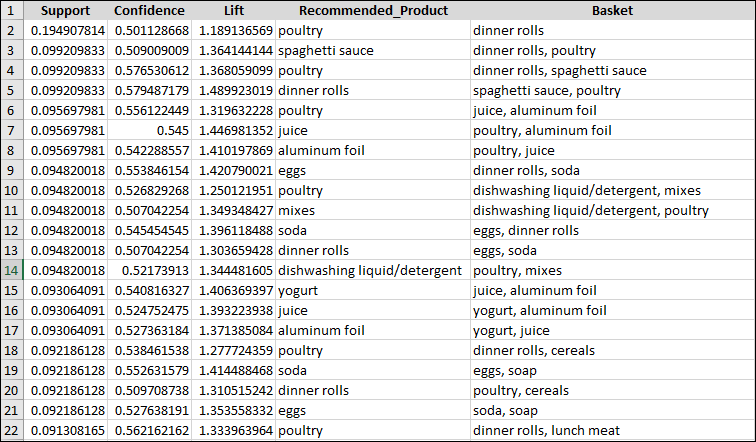 1 Support Confidence Lift Recommended_Product Basket
2 0.194907814 0.501128668 1.189136569 poultry dinner rolls
3 0.099209833 0.509009009 1.364144144 spaghetti sauce dinner rolls, poultry
4 0.099209833 0.576530612 1.368059099 poultry dinner rolls, spaghetti sauce
5 0.099209833 0.579487179 1.489923019 dinner rolls spaghetti sauce, poultry
6 0.095697981 0.556122449 1.319632228 poultry juice, aluminum foil
7 0.095697981 0.545 1.446981352 juice poultry, aluminum foil
8 0.095697981 0.542288557 1.410197869 aluminum foil poultry, juice
9 0.094820018 0.553846154 1.420790021 eggs dinner rolls, soda
10 0.094820018 0.526829268 1.250121951 poultry dishwashing liquid/detergent, mixes
11 0.094820018 0.507042254 1.349348427 mixes dishwashing liquid/detergent, poultry
12 0.094820018 0.545454545 1.396118488 soda eggs, dinner rolls
13 0.094820018 0.507042254 1.303659428 dinner rolls eggs, soda
14 0.094820018 0.52173913 1.344481605 dishwashing liquid/detergent poultry, mixes
15 0.093064091 0.540816327 1.406369397 yogurt juice, aluminum foil
16 0.093064091 0.524752475 1.393223938 juice yogurt, aluminum foil
17 0.093064091 0.527363184 1.371385084 aluminum foil yogurt, juice
18 0.092186128 0.538461538 1.277724359 poultry dinner rolls, cereals
19 0.092186128 0.552631579 1.414488468 soda eggs, soap
20 0.092186128 0.509708738 1.310515242 dinner rolls poultry, cereals
21 0.092186128 0.527638191 1.353558332 eggs soda, soap
22 0.091308165 0.562162162 1.333963964 poultry dinner rolls, lunch meat